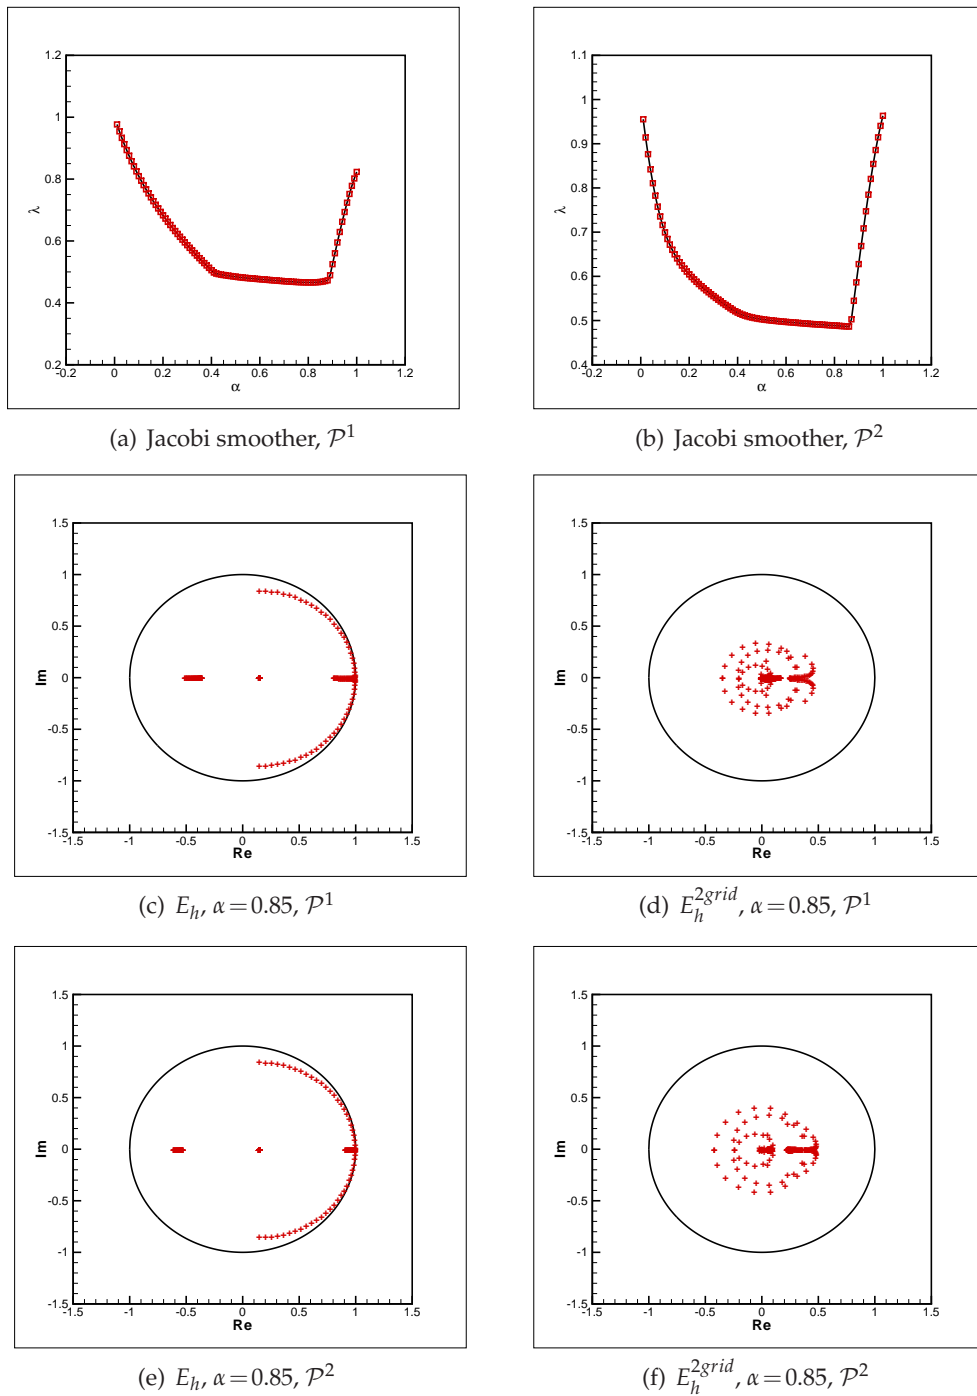 1.2
1
0.8
0.6
0.4
0.2
λ
-0.2 0 0.2 0.4 0.6 0.8 1 1.2
α
(a) Jacobi smoother, 𝒫¹
1.1
1
0.9
0.8
0.7
0.6
0.5
0.4
λ
-0.2 0 0.2 0.4 0.6 0.8 1 1.2
α
(b) Jacobi smoother, 𝒫²
1.5
1
0.5
0
-0.5
-1
-1.5
Im
-1.5 -1 -0.5 0 0.5 1 1.5
Re
(c) E_h, α=0.85, 𝒫¹
1.5
1
0.5
0
-0.5
-1
-1.5
Im
-1.5 -1 -0.5 0 0.5 1 1.5
Re
(d) E_h^{2grid}, α=0.85, 𝒫¹
1.5
1
0.5
0
-0.5
-1
-1.5
Im
-1.5 -1 -0.5 0 0.5 1 1.5
Re
(e) E_h, α=0.85, 𝒫²
1.5
1
0.5
0
-0.5
-1
-1.5
Im
-1.5 -1 -0.5 0 0.5 1 1.5
Re
(f) E_h^{2grid}, α=0.85, 𝒫²